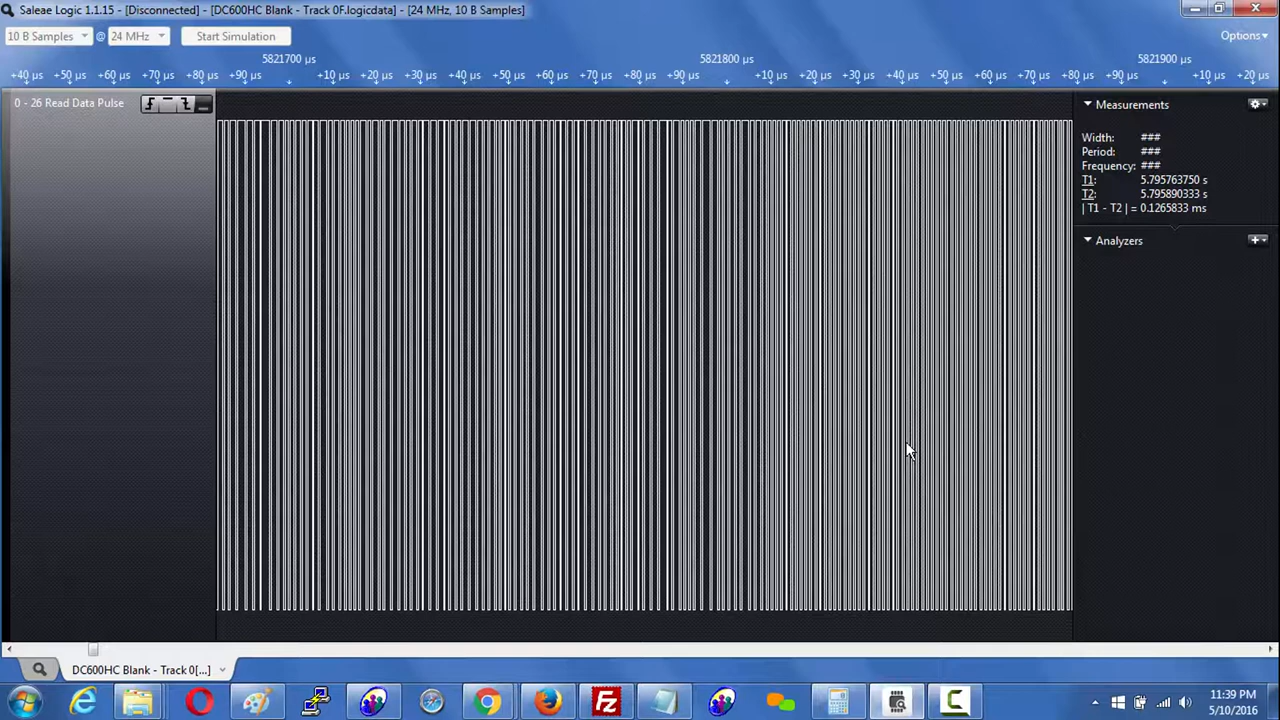 Saleae Logic 1.1.15 - [Disconnected] - [DC600HC Blank - Track 0F.logicdata] - [24 MHz, 10 B Samples]
10 B Samples @ 24 MHz Start Simulation Options
5821700 µs 5821800 µs 5821900 µs
+40 µs +50 µs +60 µs +70 µs +80 µs +90 µs +10 µs +20 µs +30 µs +40 µs +50 µs +60 µs +70 µs +80 µs +90 µs +10 µs +20 µs +30 µs +40 µs +50 µs +60 µs +70 µs +80 µs +90 µs +10 µs +20 µs
0 - 26 Read Data Pulse
Measurements
Width: ###
Period: ###
Frequency: ###
T1: 5.795763750 s
T2: 5.795890333 s
| T1 - T2 | = 0.1265833 ms
Analyzers
DC600HC Blank - Track 0[...]
11:39 PM
5/10/2016